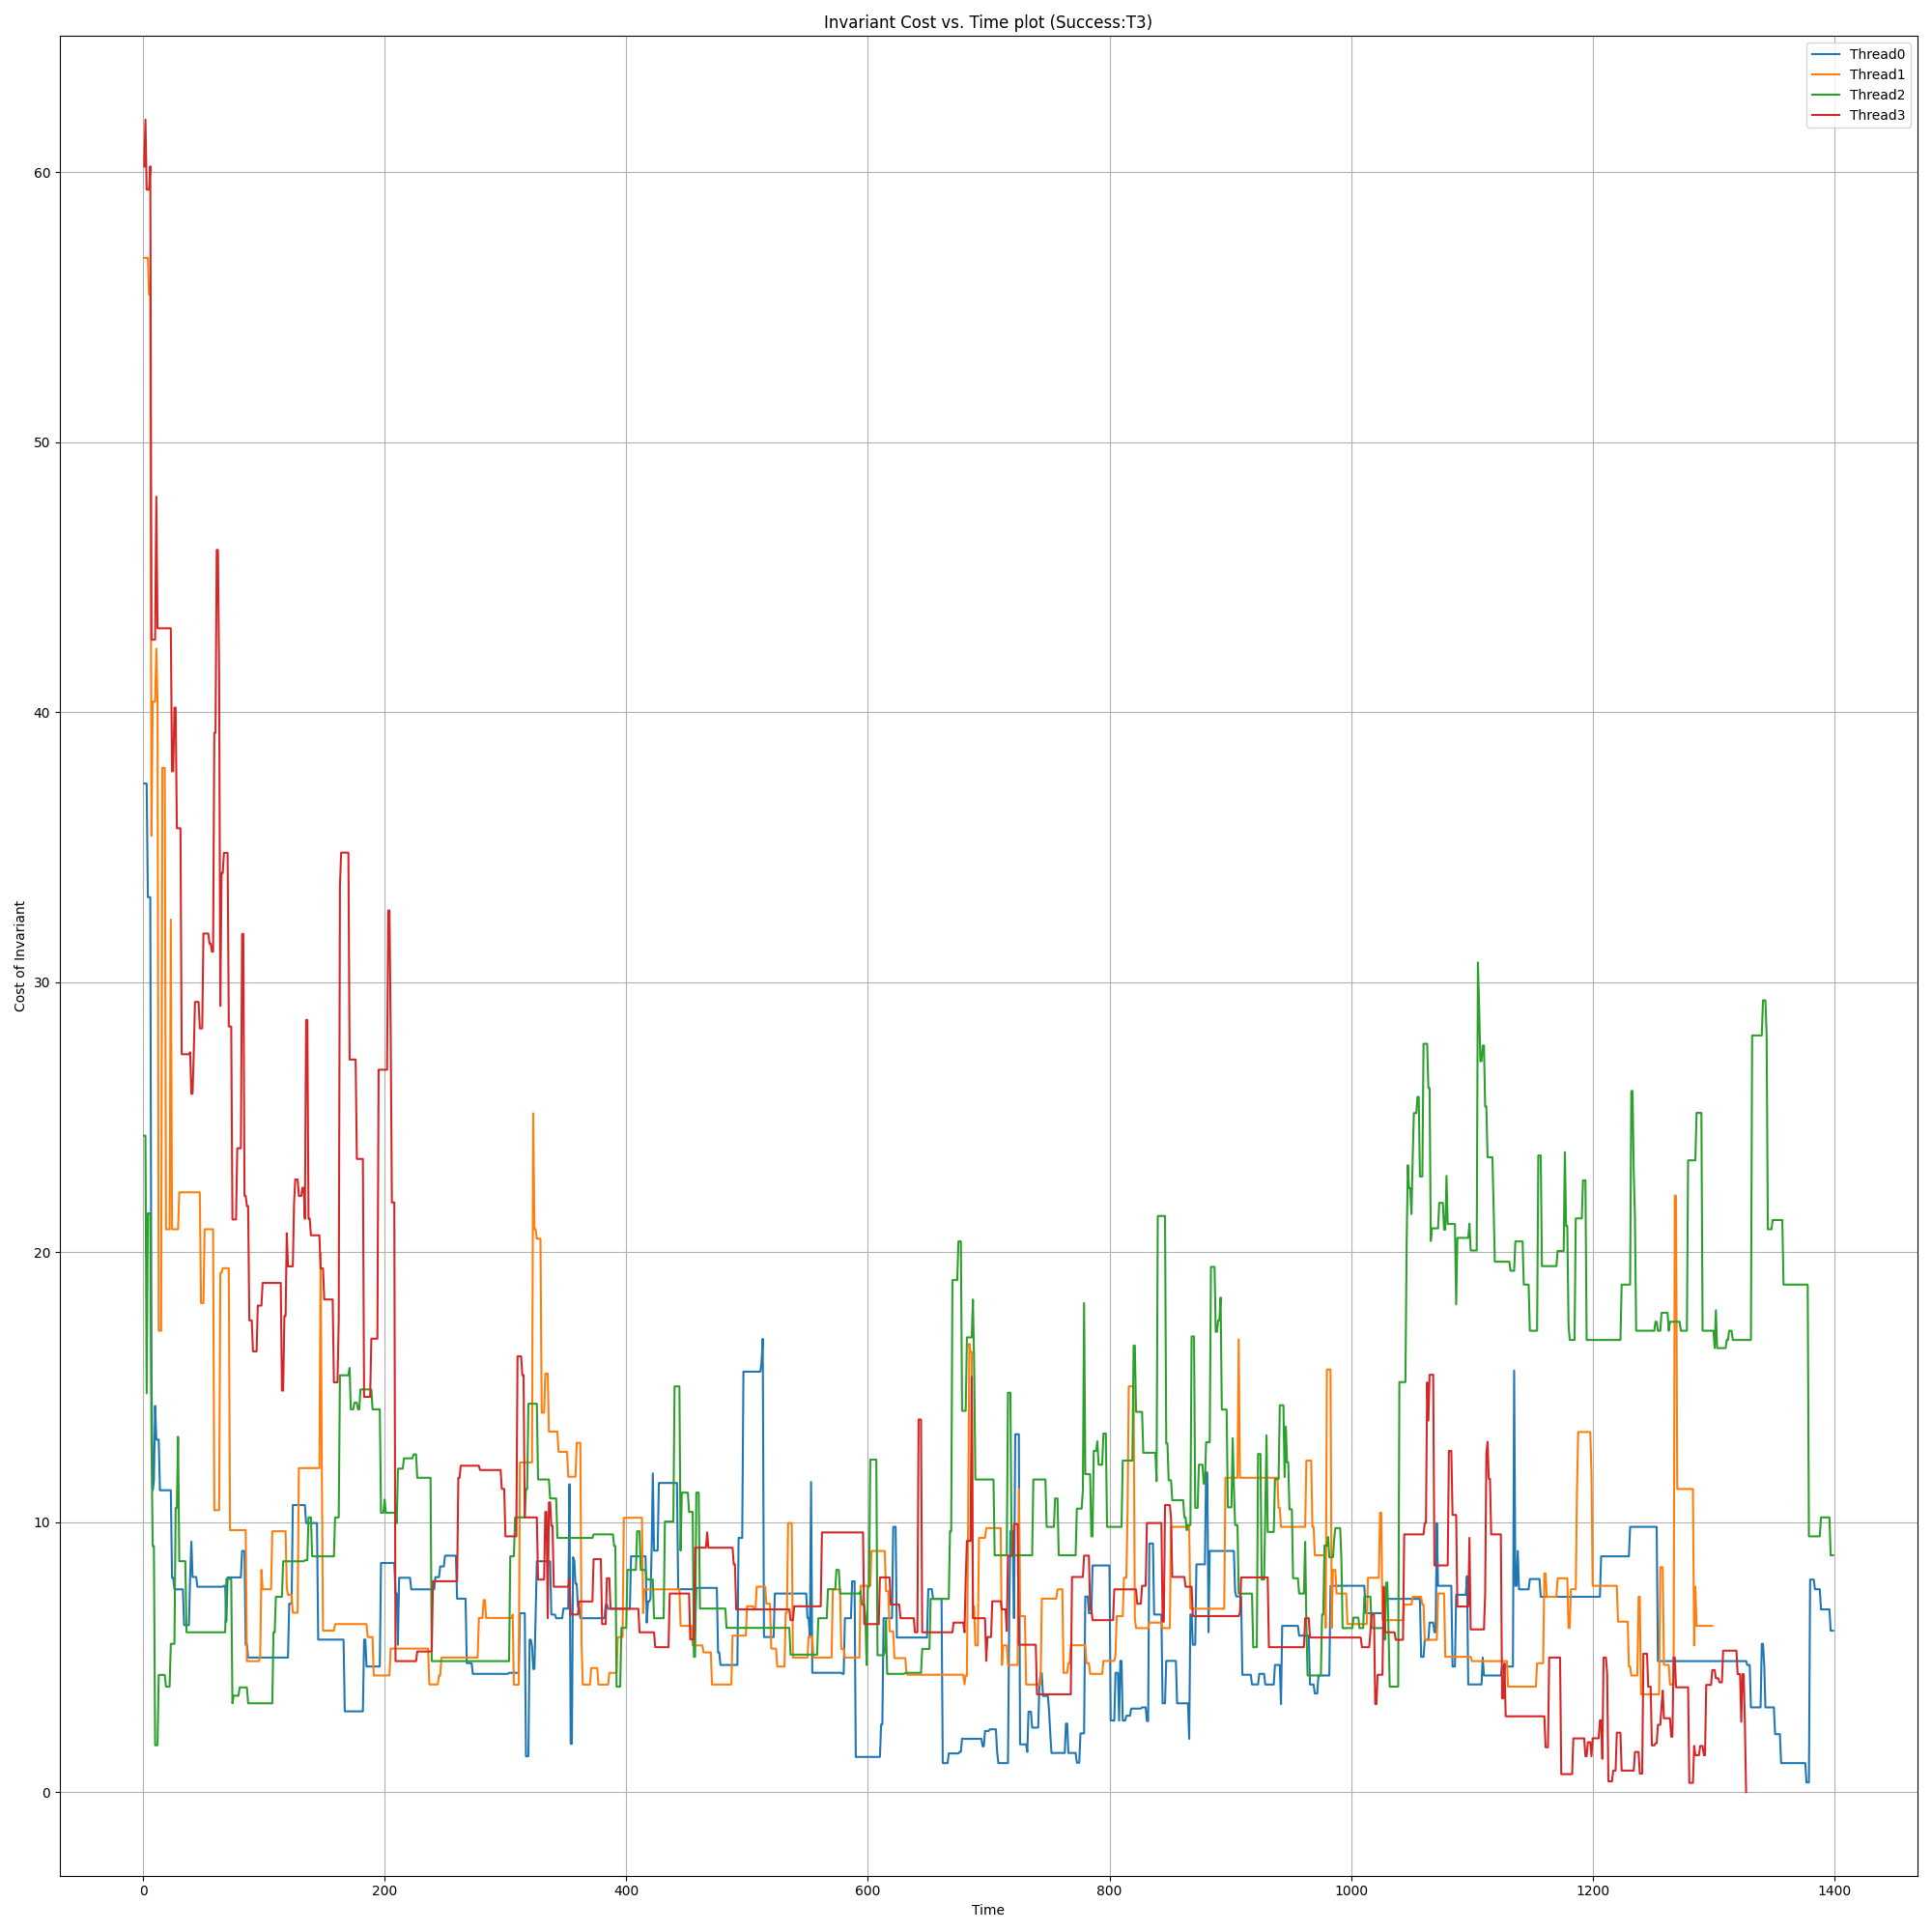 Invariant Cost vs. Time plot (Success:T3)
Thread0
Thread1
Thread2
Thread3
Cost of Invariant
60
50
40
30
20
10
0
0 200 400 600 800 1000 1200 1400
Time